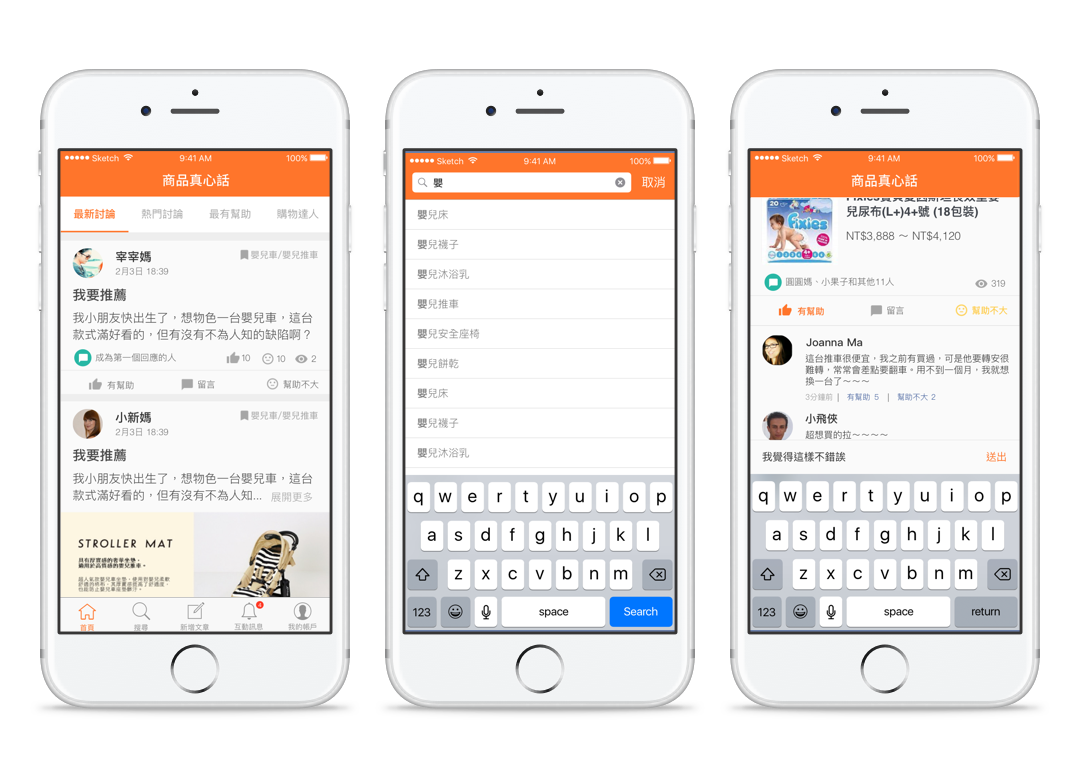 Sketch 9:41 AM 100%
商品真心話
最新討論 熱門討論 最有幫助 購物達人
宰宰媽
2月3日 18:39
嬰兒車/嬰兒推車
我要推薦
我小朋友快出生了，想物色一台嬰兒車，這台
款式滿好看的，但有沒有不為人知的缺陷啊？
成為第一個回應的人 10 10 2
有幫助 留言 幫助不大
小新媽
2月3日 18:39
嬰兒車/嬰兒推車
我要推薦
我小朋友快出生了，想物色一台嬰兒車，這台
款式滿好看的，但有沒有不為人知... 展開更多
STROLLER MAT
4
首頁 搜尋 新增文章 互動訊息 我的帳戶
Sketch 9:41 AM 100%
嬰 取消
嬰兒床
嬰兒襪子
嬰兒沐浴乳
嬰兒推車
嬰兒安全座椅
嬰兒餅乾
嬰兒床
嬰兒襪子
嬰兒沐浴乳
q w e r t y u i o p
a s d f g h j k l
z x c v b n m
123 space Search
Sketch 9:41 AM 100%
商品真心話
兒尿布(L+)4+號 (18包裝)
NT$3,888 ～ NT$4,120
20
Fixies
圓圓媽、小果子和其他11人 319
有幫助 留言 幫助不大
Joanna Ma
這台推車很便宜，我之前有買過，可是他要轉安很
難轉，常常會差點要翻車。用不到一個月，我就想
換一台了～～～
3分鐘前 | 有幫助 5 | 幫助不大 2
小飛俠
超想買的拉～～～～
我覺得這樣不錯誒 送出
q w e r t y u i o p
a s d f g h j k l
z x c v b n m
123 space return